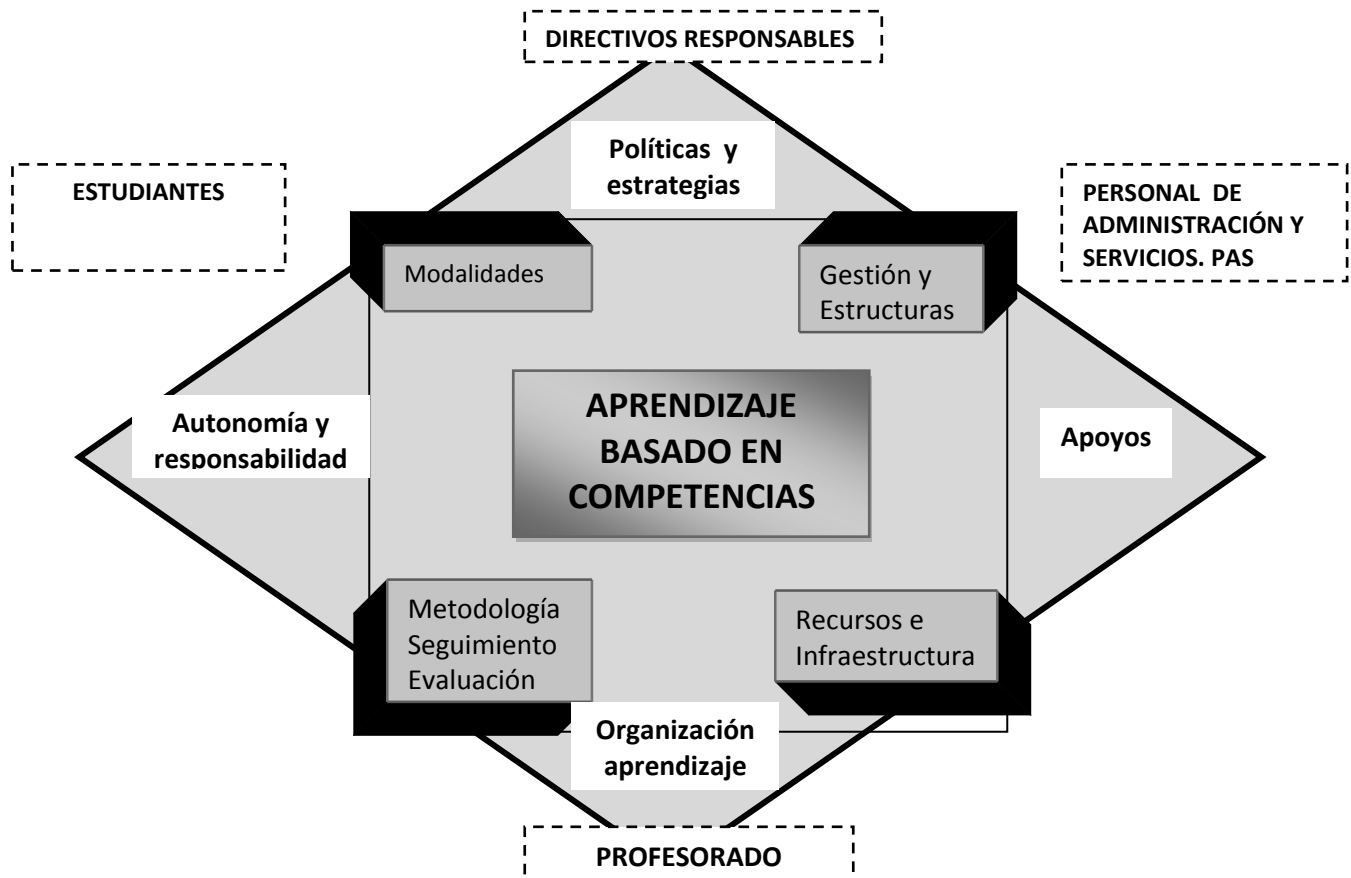 DIRECTIVOS RESPONSABLES
Políticas y
estrategias
ESTUDIANTES
PERSONAL DE
ADMINISTRACIÓN Y
SERVICIOS. PAS
Modalidades
Gestión y
Estructuras
APRENDIZAJE
BASADO EN
COMPETENCIAS
Autonomía y
responsabilidad
Apoyos
Metodología
Seguimiento
Evaluación
Recursos e
Infraestructura
Organización
aprendizaje
PROFESORADO